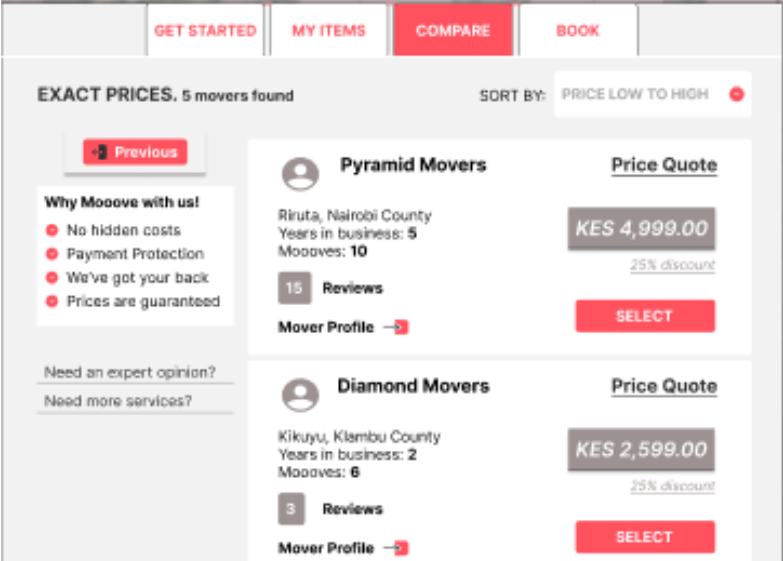 GET STARTED
MY ITEMS
COMPARE
BOOK
EXACT PRICES. 5 movers found
SORT BY: PRICE LOW TO HIGH
Previous
Why Mooove with us!
No hidden costs
Payment Protection
We've got your back
Prices are guaranteed
Need an expert opinion?
Need more services?
Pyramid Movers
Price Quote
Riruta, Nairobi County
Years in business: 5
Moooves: 10
KES 4,999.00
25% discount
15 Reviews
SELECT
Mover Profile
Diamond Movers
Price Quote
Kikuyu, KIambu County
Years in business: 2
Moooves: 6
KES 2,599.00
25% discount
3 Reviews
SELECT
Mover Profile